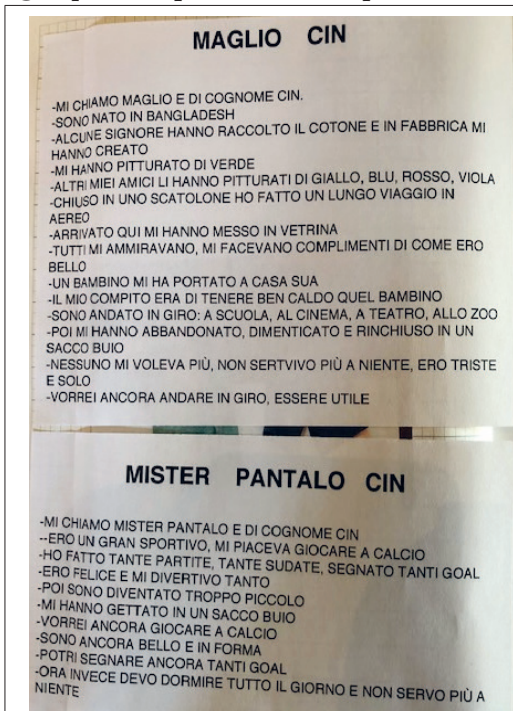 MAGLIO CIN
-MI CHIAMO MAGLIO E DI COGNOME CIN.
-SONO NATO IN BANGLADESH
-ALCUNE SIGNORE HANNO RACCOLTO IL COTONE E IN FABBRICA MI
HANNO CREATO
-MI HANNO PITTURATO DI VERDE
-ALTRI MIEI AMICI LI HANNO PITTURATI DI GIALLO, BLU, ROSSO, VIOLA
-CHIUSO IN UNO SCATOLONE HO FATTO UN LUNGO VIAGGIO IN
AEREO
-ARRIVATO QUI MI HANNO MESSO IN VETRINA
-TUTTI MI AMMIRAVANO, MI FACEVANO COMPLIMENTI DI COME ERO
BELLO
-UN BAMBINO MI HA PORTATO A CASA SUA
-IL MIO COMPITO ERA DI TENERE BEN CALDO QUEL BAMBINO
-SONO ANDATO IN GIRO: A SCUOLA, AL CINEMA, A TEATRO, ALLO ZOO
-POI MI HANNO ABBANDONATO, DIMENTICATO E RINCHIUSO IN UN
SACCO BUIO
-NESSUNO MI VOLEVA PIÙ, NON SERTVIVO PIÙ A NIENTE, ERO TRISTE
E SOLO
-VORREI ANCORA ANDARE IN GIRO, ESSERE UTILE
MISTER PANTALO CIN
-MI CHIAMO MISTER PANTALO E DI COGNOME CIN
--ERO UN GRAN SPORTIVO, MI PIACEVA GIOCARE A CALCIO
-HO FATTO TANTE PARTITE, TANTE SUDATE, SEGNATO TANTI GOAL
-ERO FELICE E MI DIVERTIVO TANTO
-POI SONO DIVENTATO TROPPO PICCOLO
-MI HANNO GETTATO IN UN SACCO BUIO
-VORREI ANCORA GIOCARE A CALCIO
-SONO ANCORA BELLO E IN FORMA
-POTRI SEGNARE ANCORA TANTI GOAL
-ORA INVECE DEVO DORMIRE TUTTO IL GIORNO E NON SERVO PIÙ A
NIENTE